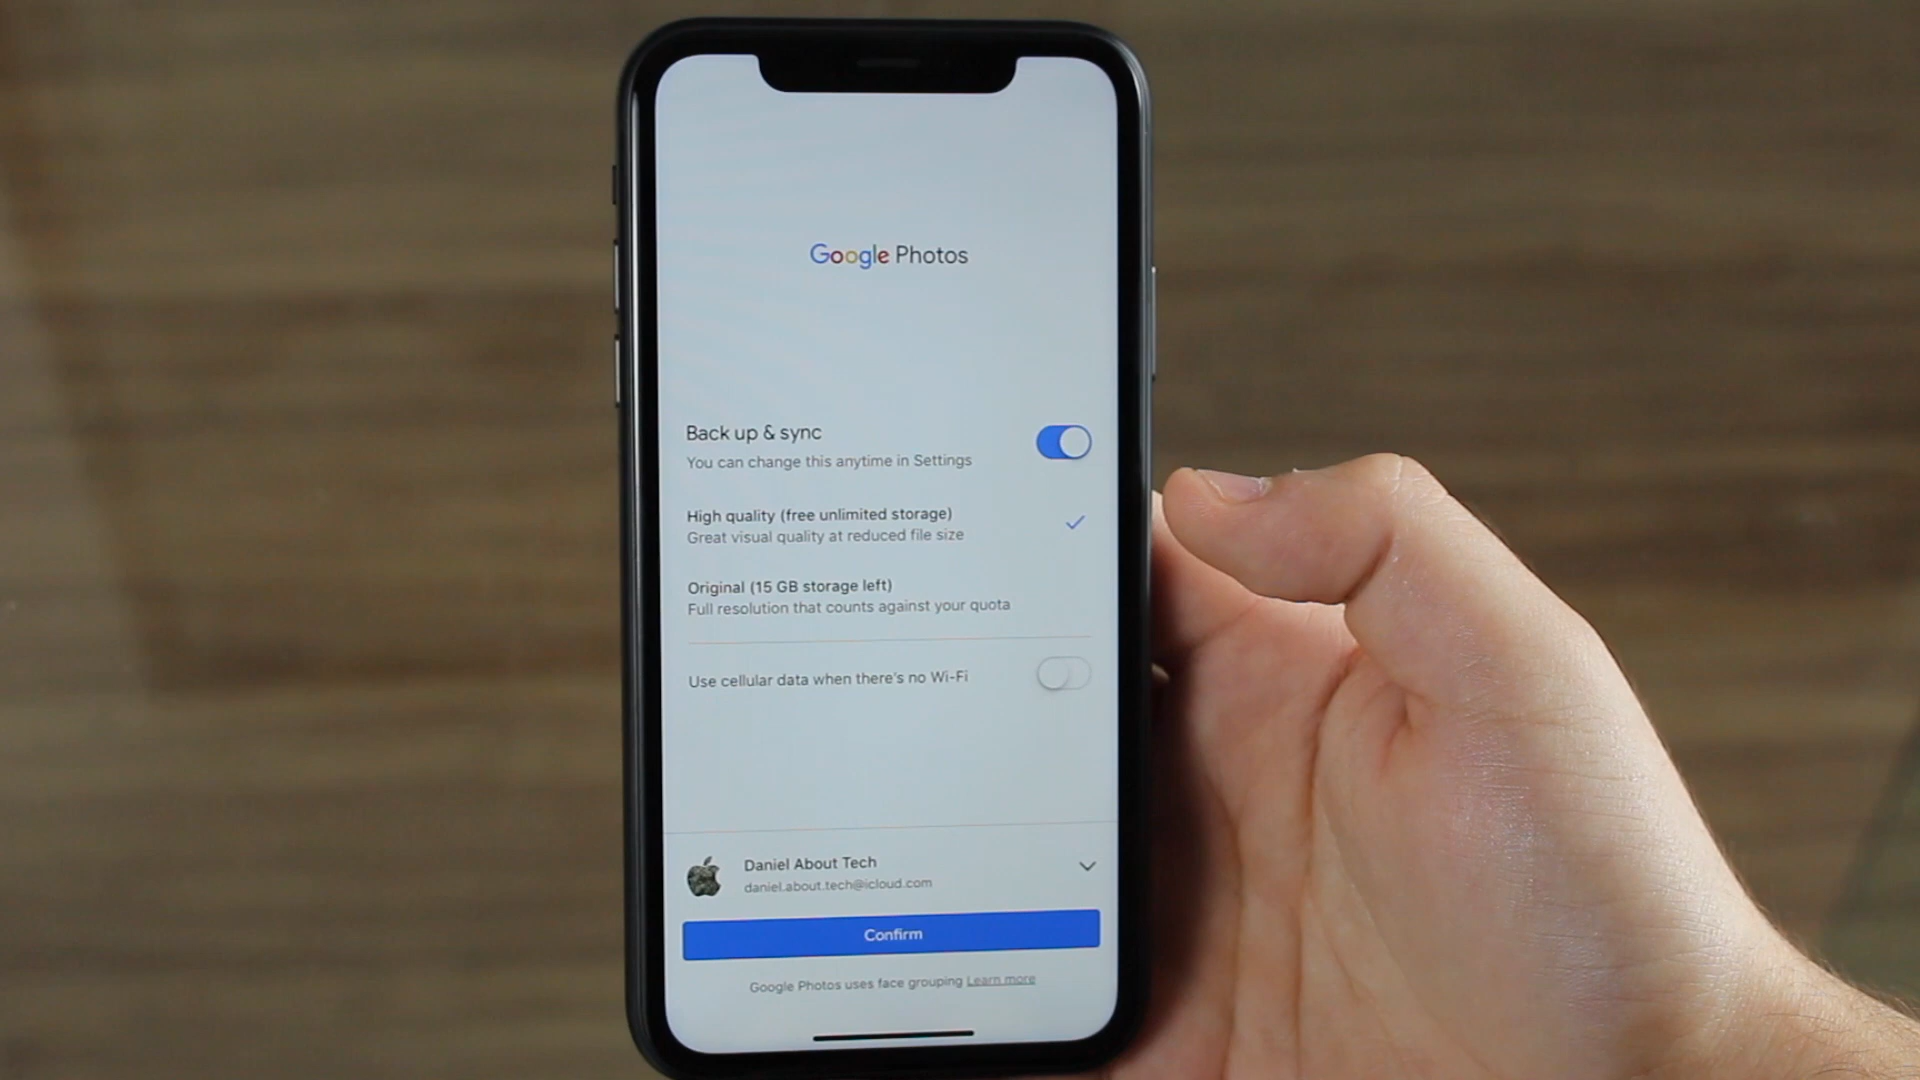 Google Photos
Back up & sync
You can change this anytime in Settings
High quality (free unlimited storage)
Great visual quality at reduced file size
Original (15 GB storage left)
Full resolution that counts against your quota
Use cellular data when there's no Wi-Fi
Daniel About Tech
daniel.about.tech@icloud.com
Confirm
Google Photos uses face grouping Learn more